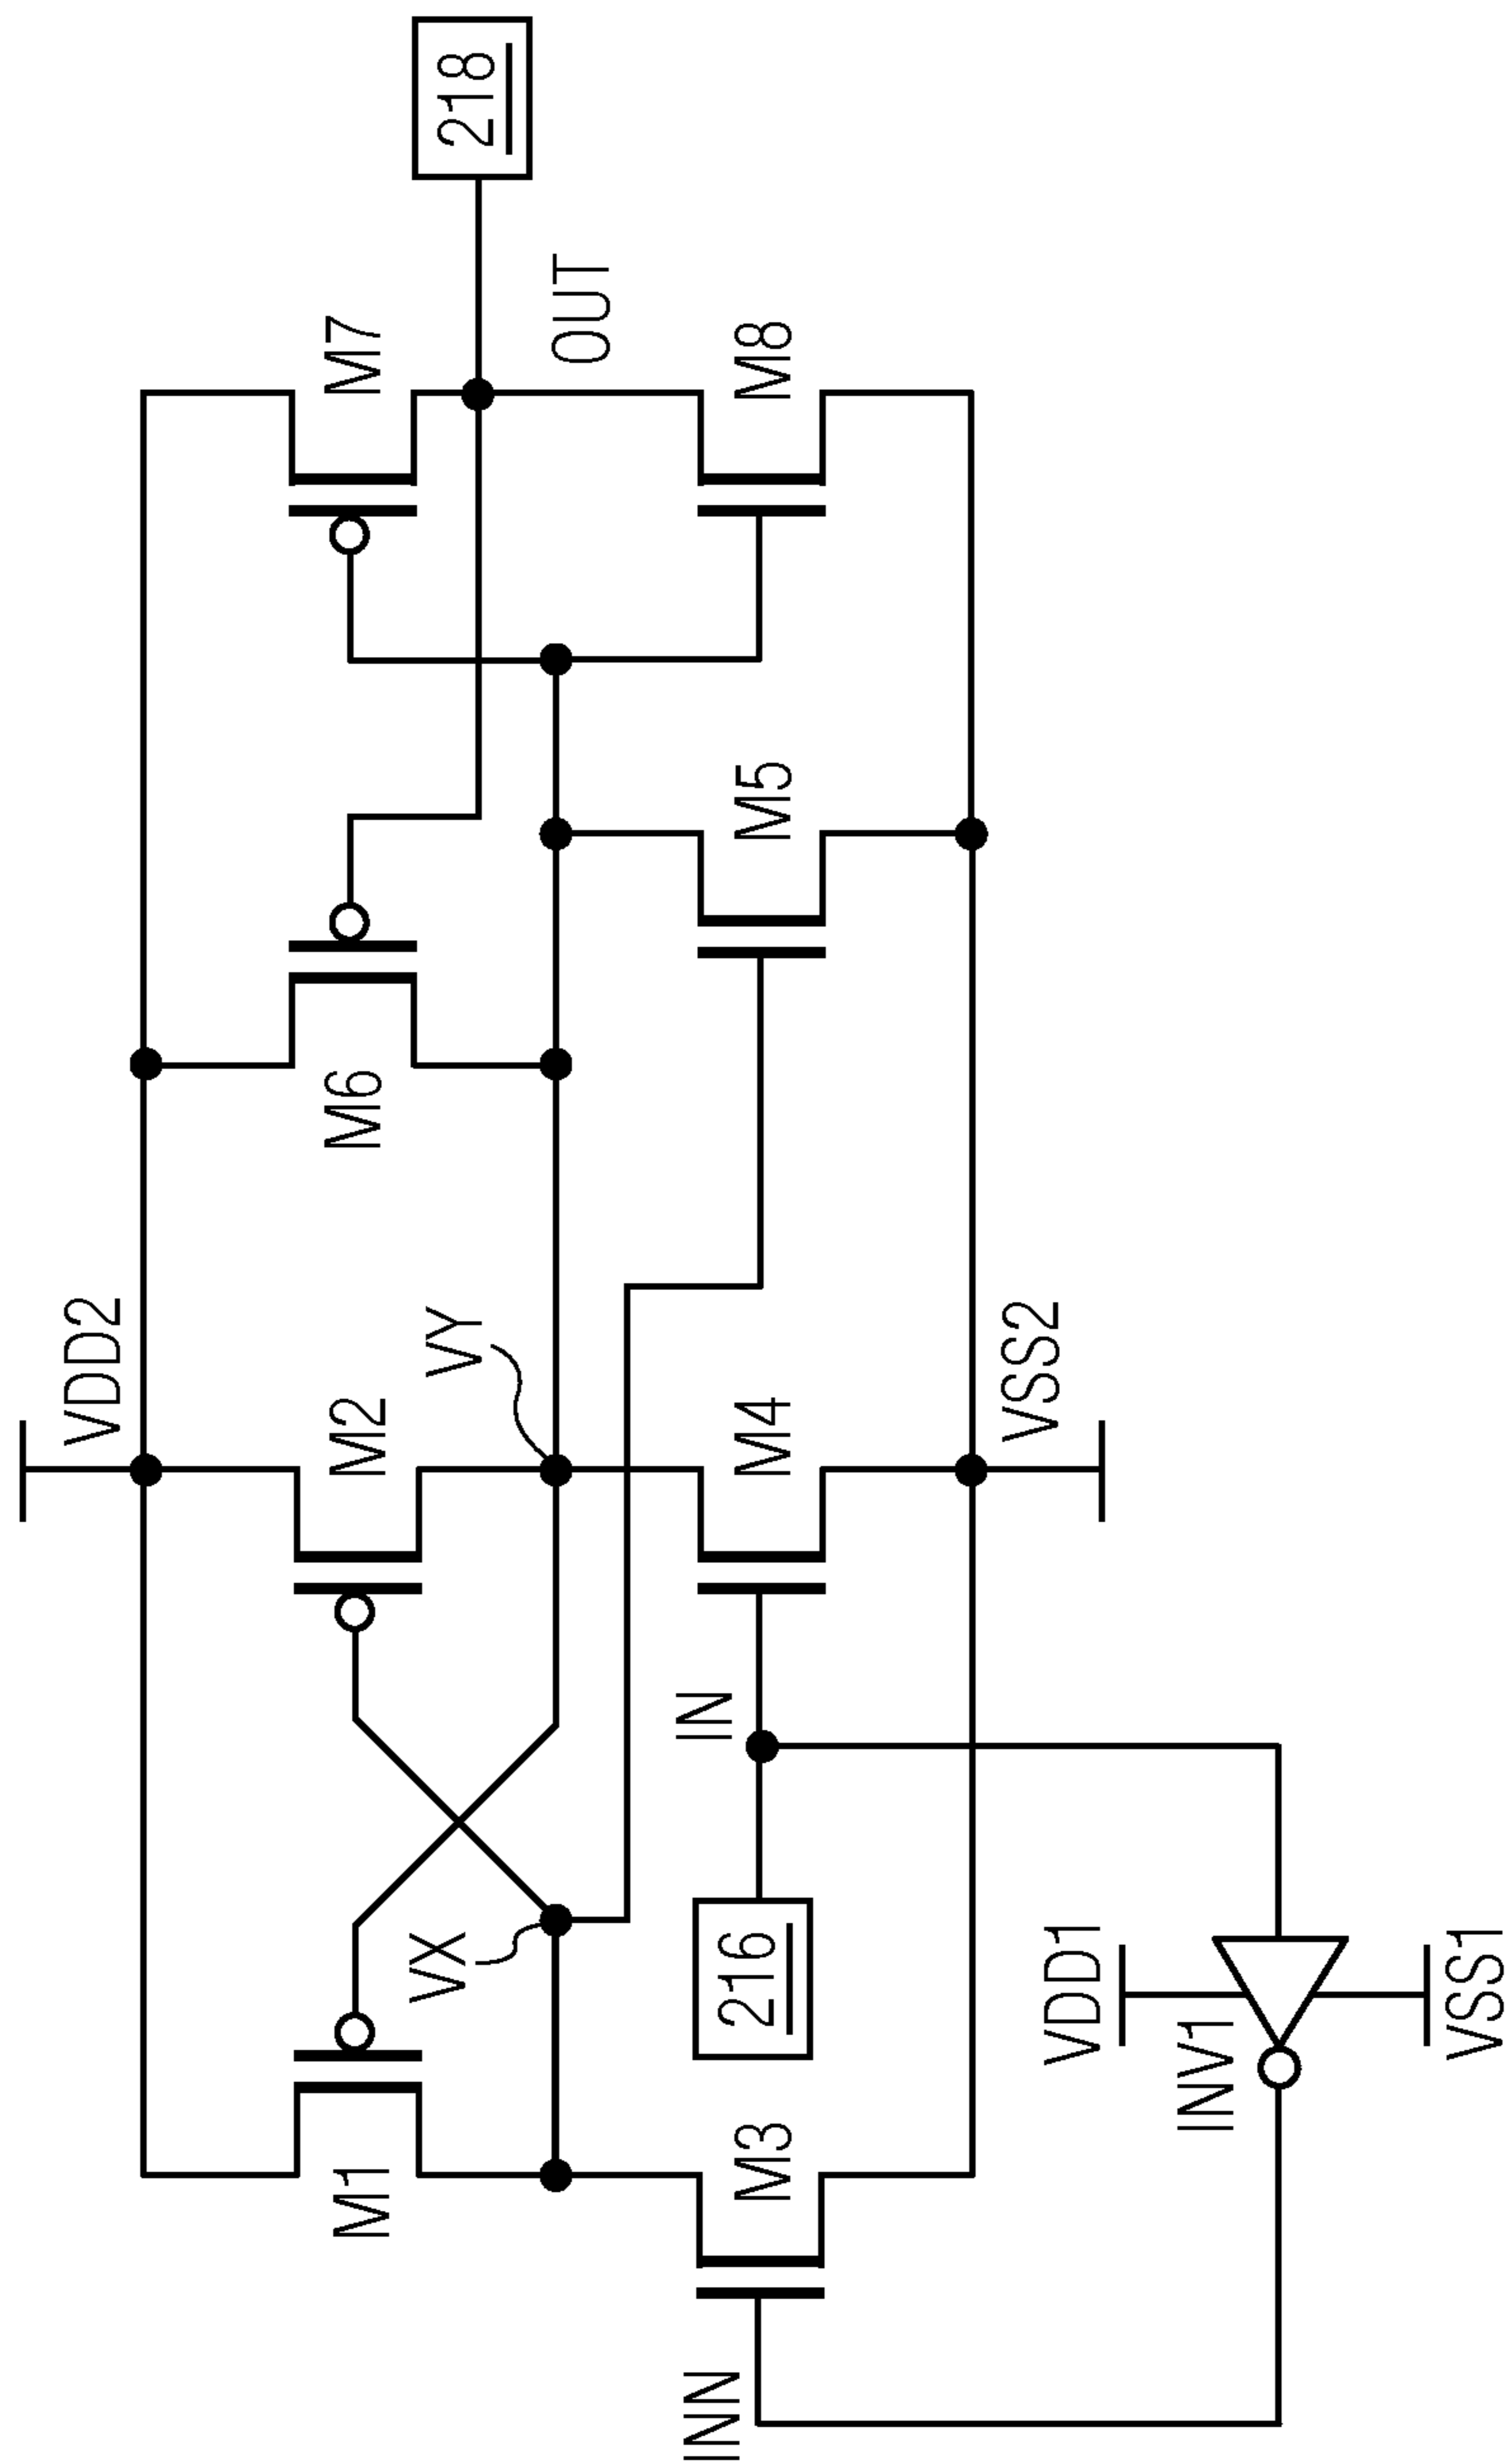 VDD2
M1
M2
M6
M7
218
VX
VY
OUT
INN
M3
216
IN
M4
M5
M8
VSS2
VDD1
INV1
VSS1